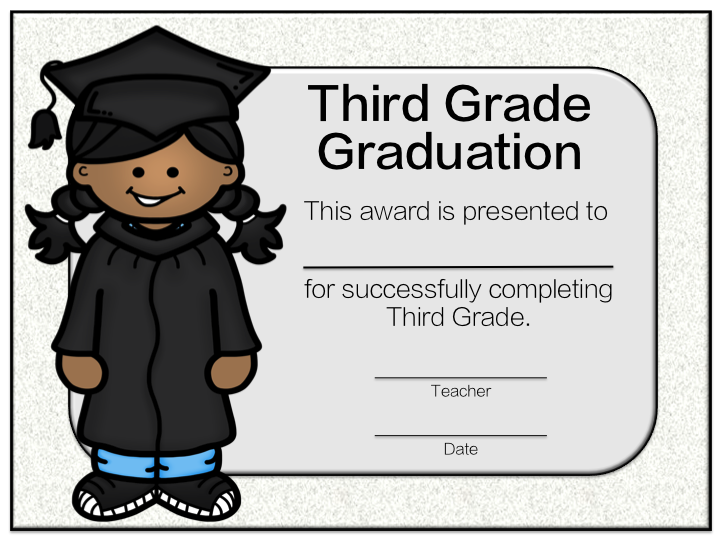 Third Grade
Graduation
This award is presented to
for successfully completing
Third Grade.
Teacher
Date